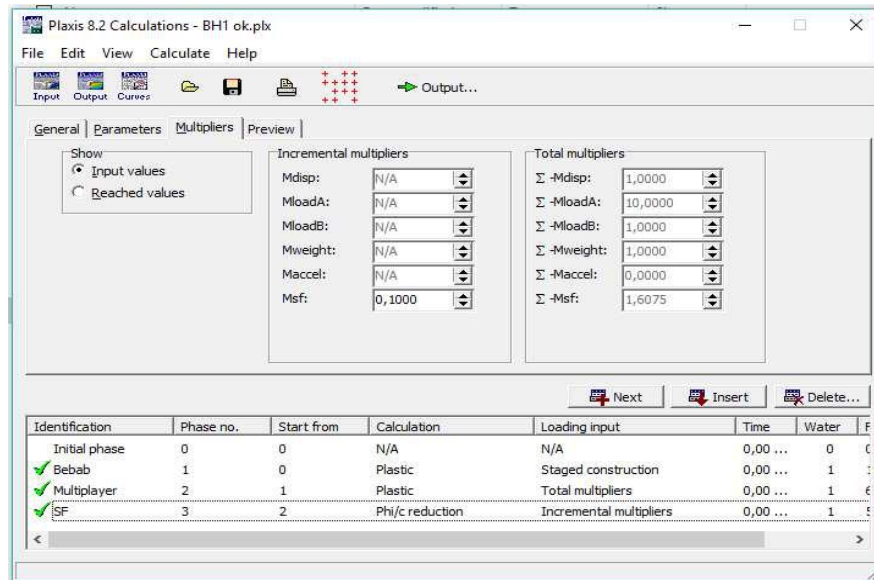 Plaxis 8.2 Calculations - BH1 ok.plx
File Edit View Calculate Help
Input Output Curves Output...
General Parameters Multipliers Preview
Show
Input values
Reached values
Incremental multipliers
Mdisp: N/A
MloadA: N/A
MloadB: N/A
Mweight: N/A
Maccel: N/A
Msf: 0,1000
Total multipliers
Σ -Mdisp: 1,0000
Σ -MloadA: 10,0000
Σ -MloadB: 1,0000
Σ -Mweight: 1,0000
Σ -Maccel: 0,0000
Σ -Msf: 1,6075
Next Insert Delete...
Identification Phase no. Start from Calculation Loading input Time Water F
Initial phase 0 0 N/A N/A 0,00 ... 0
Bebab 1 0 Plastic Staged construction 0,00 ... 1
Multiplayer 2 1 Plastic Total multipliers 0,00 ... 1
SF 3 2 Phi/c reduction Incremental multipliers 0,00 ... 1